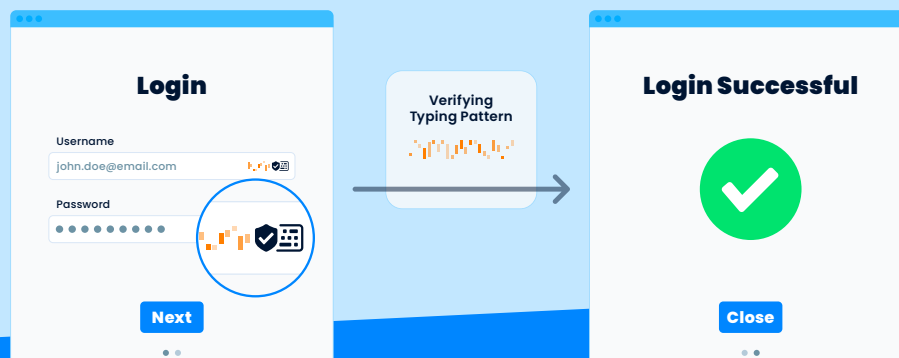 Login
Username
john.doe@email.com
Password
Next
Verifying
Typing Pattern
Login Successful
Close